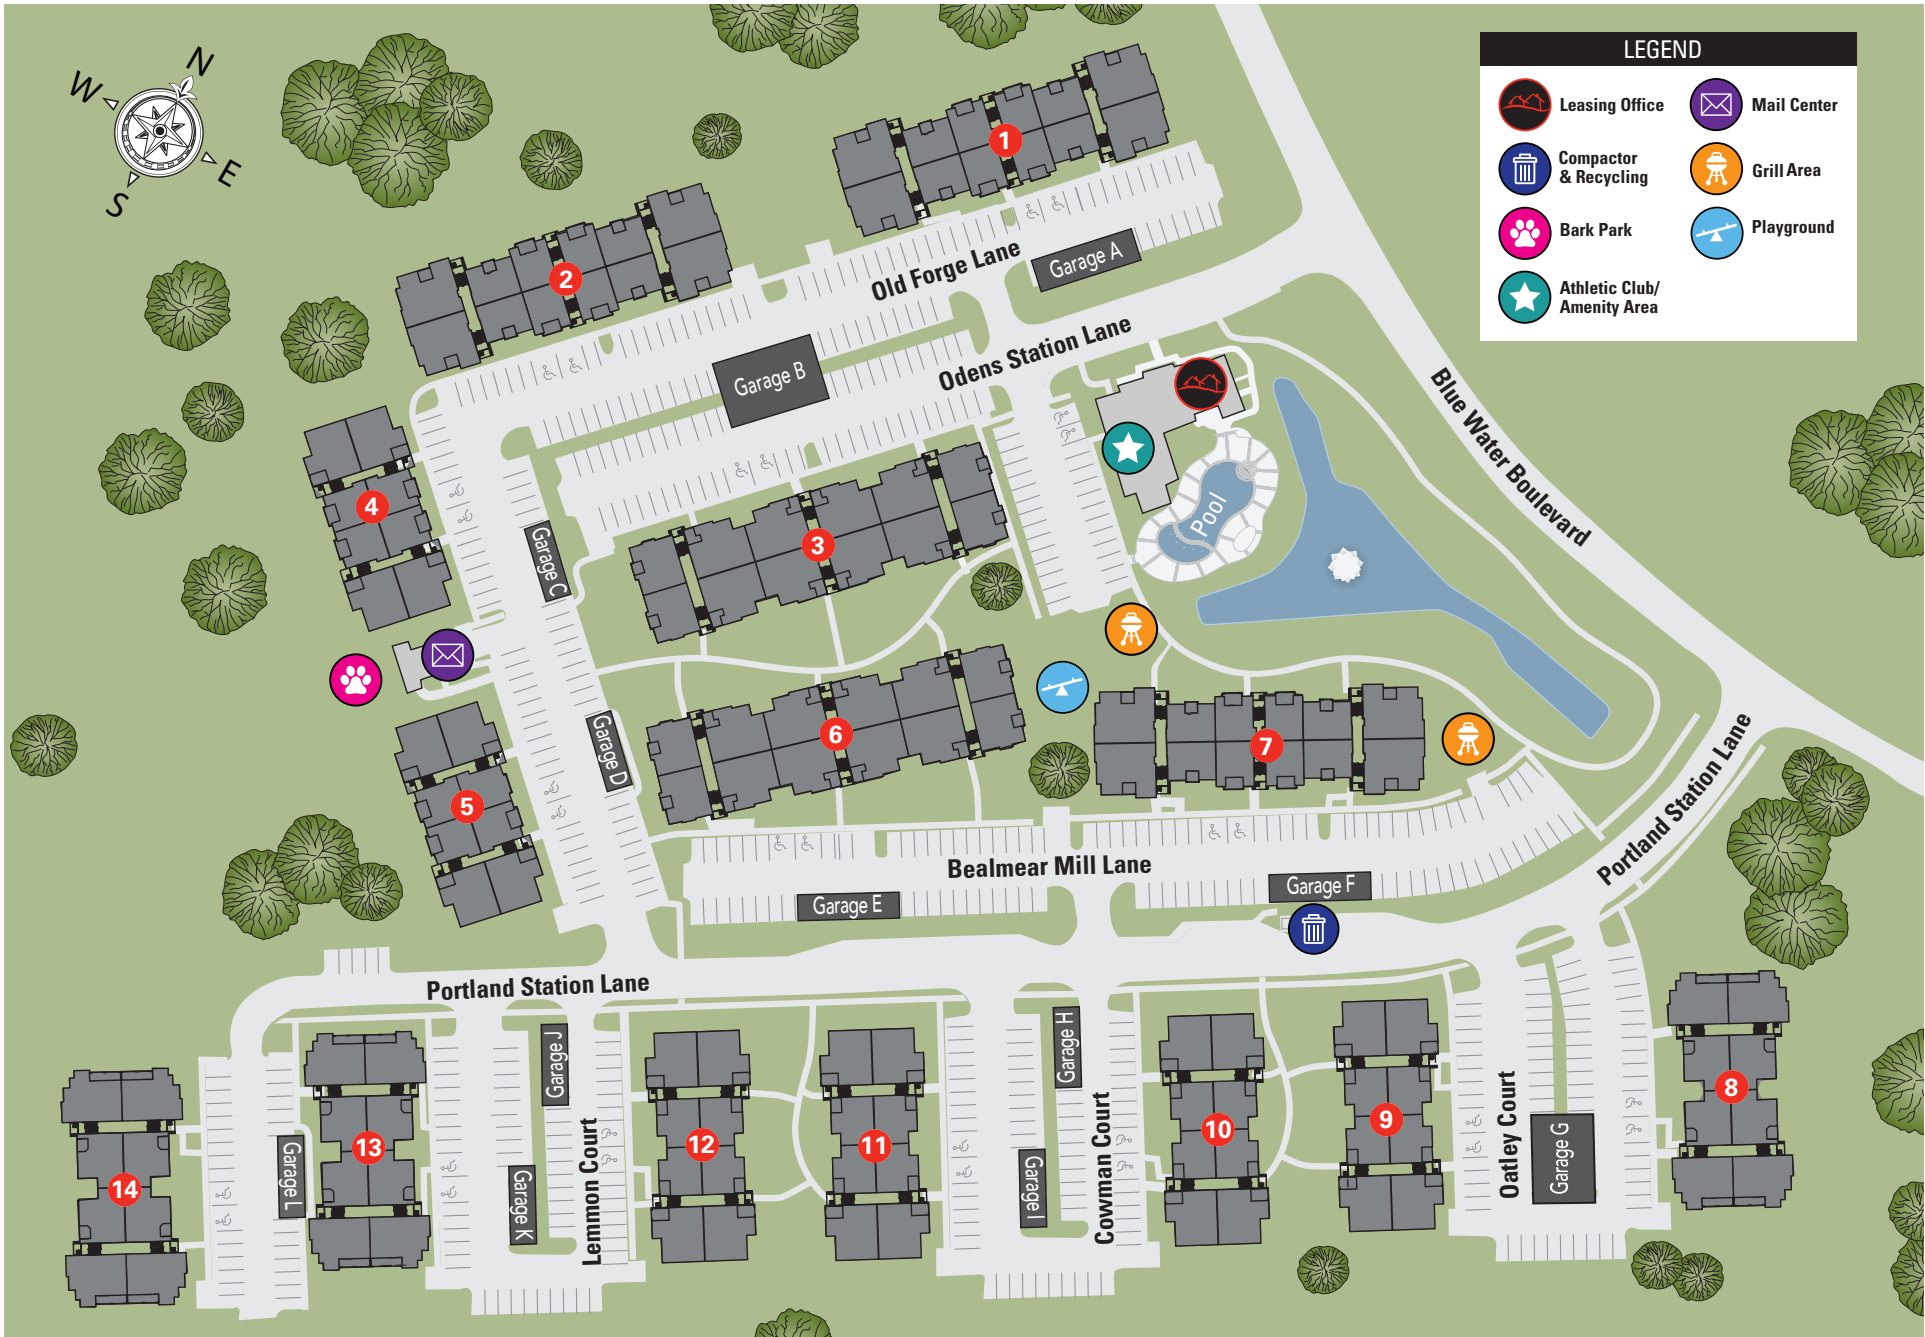 N
W
E
S
LEGEND
Leasing Office
Mail Center
Compactor
& Recycling
Grill Area
Bark Park
Playground
Athletic Club/
Amenity Area
1
2
Old Forge Lane
Garage A
Odens Station Lane
Garage B
Blue Water Boulevard
4
3
Garage C
Pool
6
7
5
Garage D
Portland Station Lane
Bealmear Mill Lane
Garage E
Garage F
Portland Station Lane
Garage J
Garage H
8
9
10
11
12
13
14
Garage L
Garage K
Lemmon Court
Garage I
Cowman Court
Oatley Court
Garage G